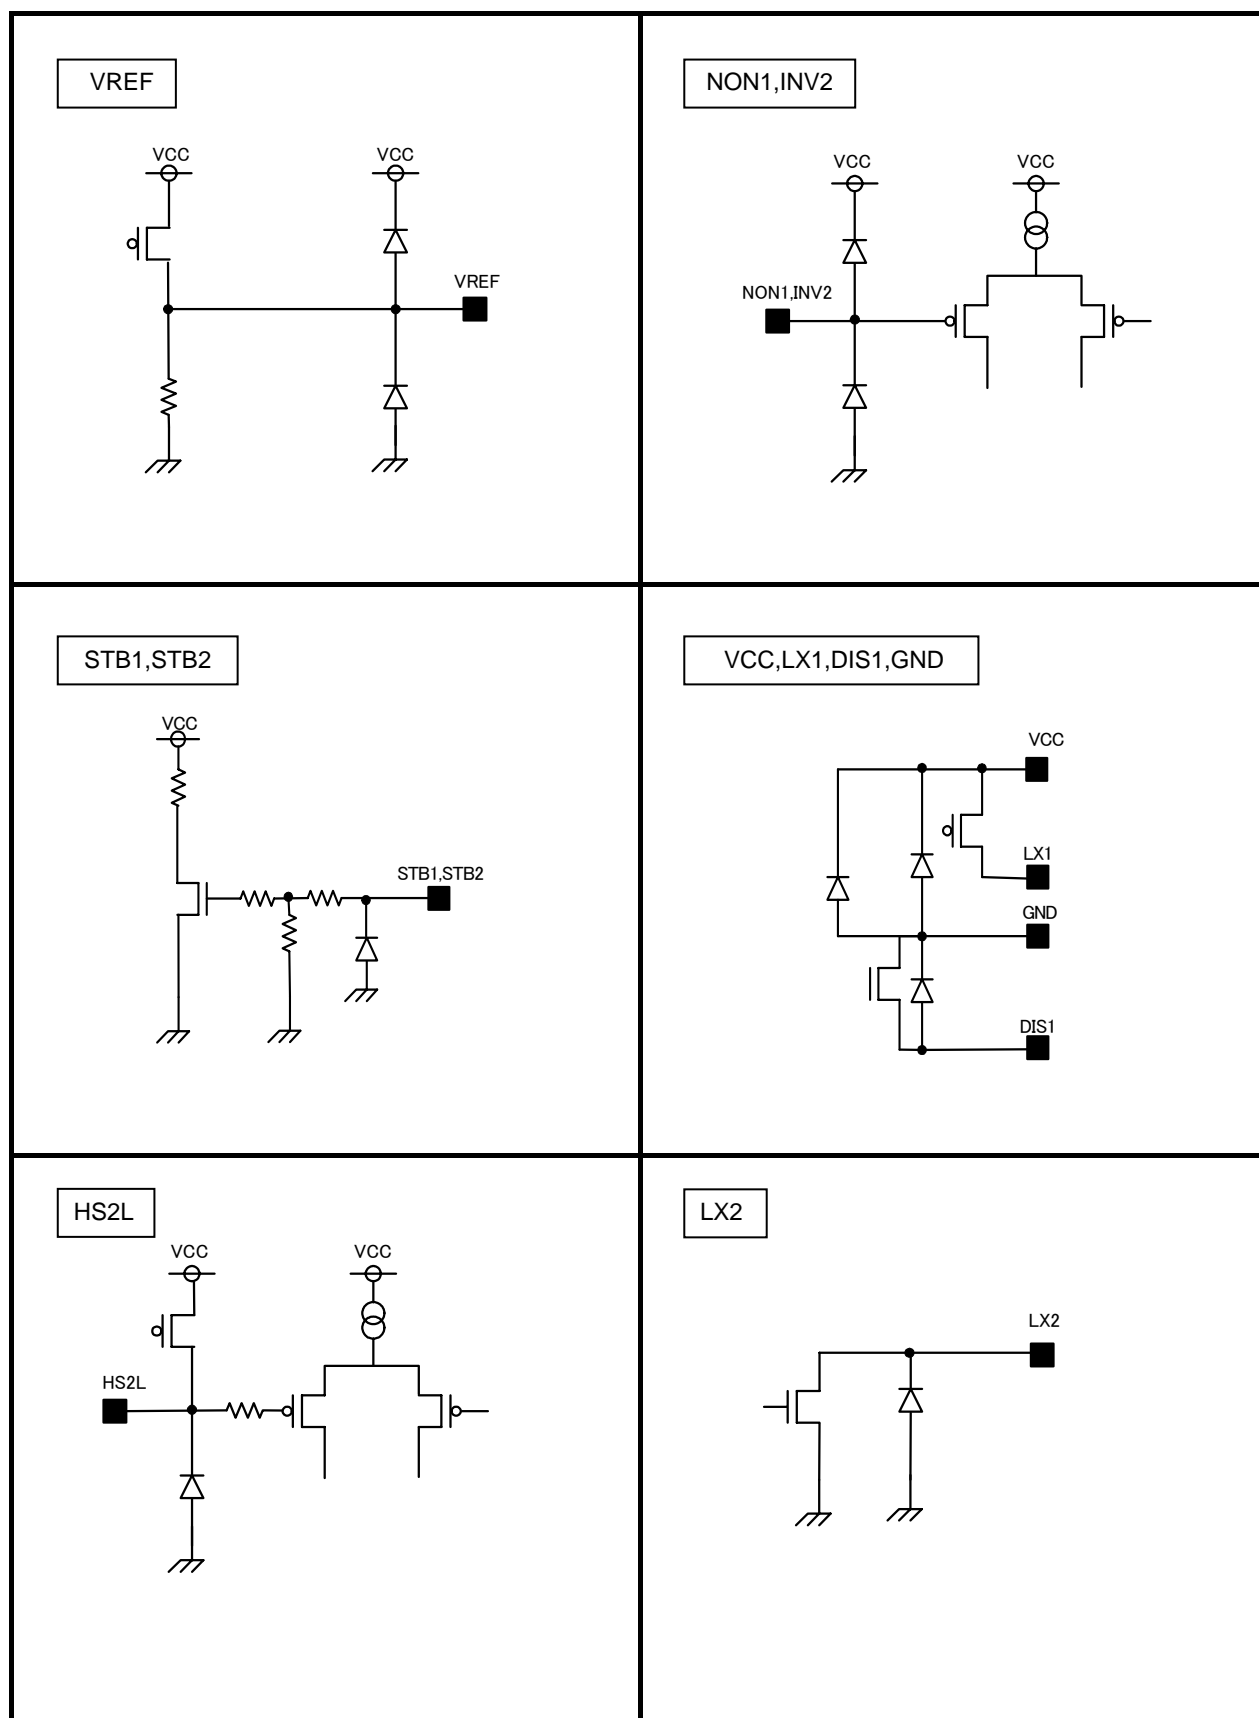 VREF
VCC
VCC
VREF
NON1,INV2
VCC
VCC
NON1,INV2
STB1,STB2
VCC
STB1,STB2
VCC,LX1,DIS1,GND
VCC
LX1
GND
DIS1
HS2L
VCC
VCC
HS2L
LX2
LX2